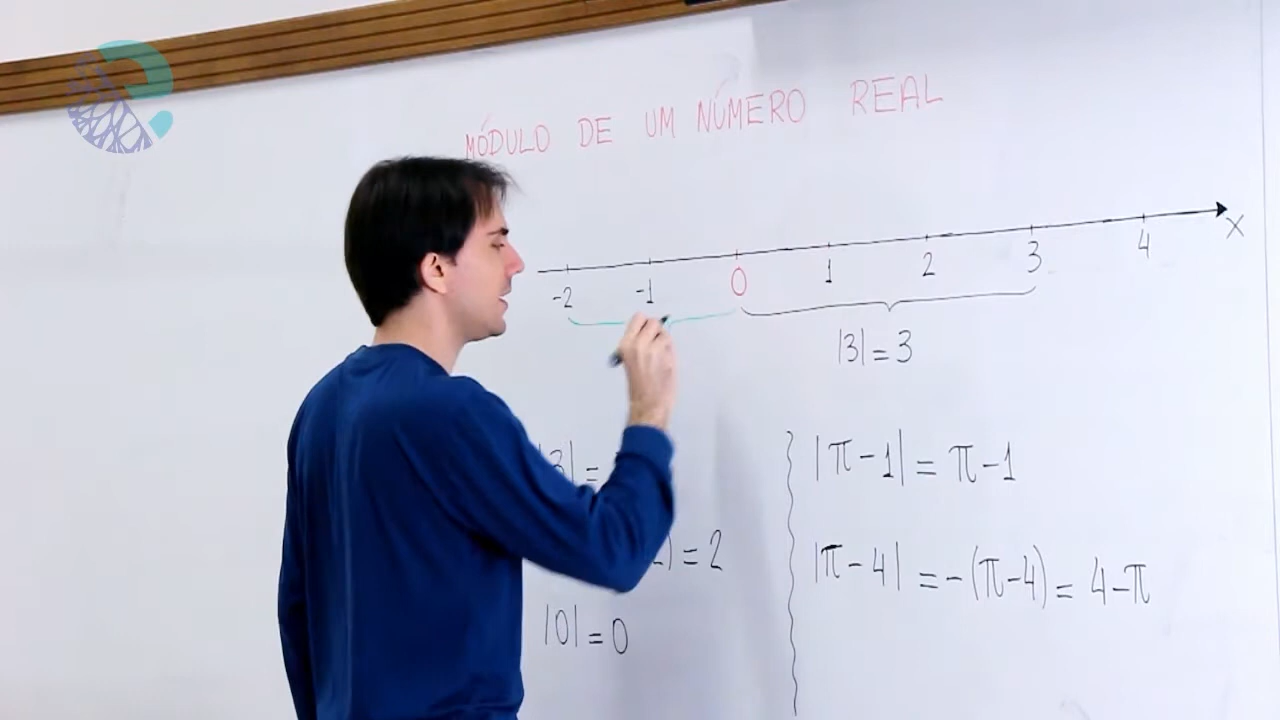 MÓDULO DE UM NÚMERO REAL
-2 -1 0 1 2 3 4 X
|3| = 3
|3| =
|π-1| = π-1
) = 2
|π-4| = -(π-4) = 4-π
|0| = 0